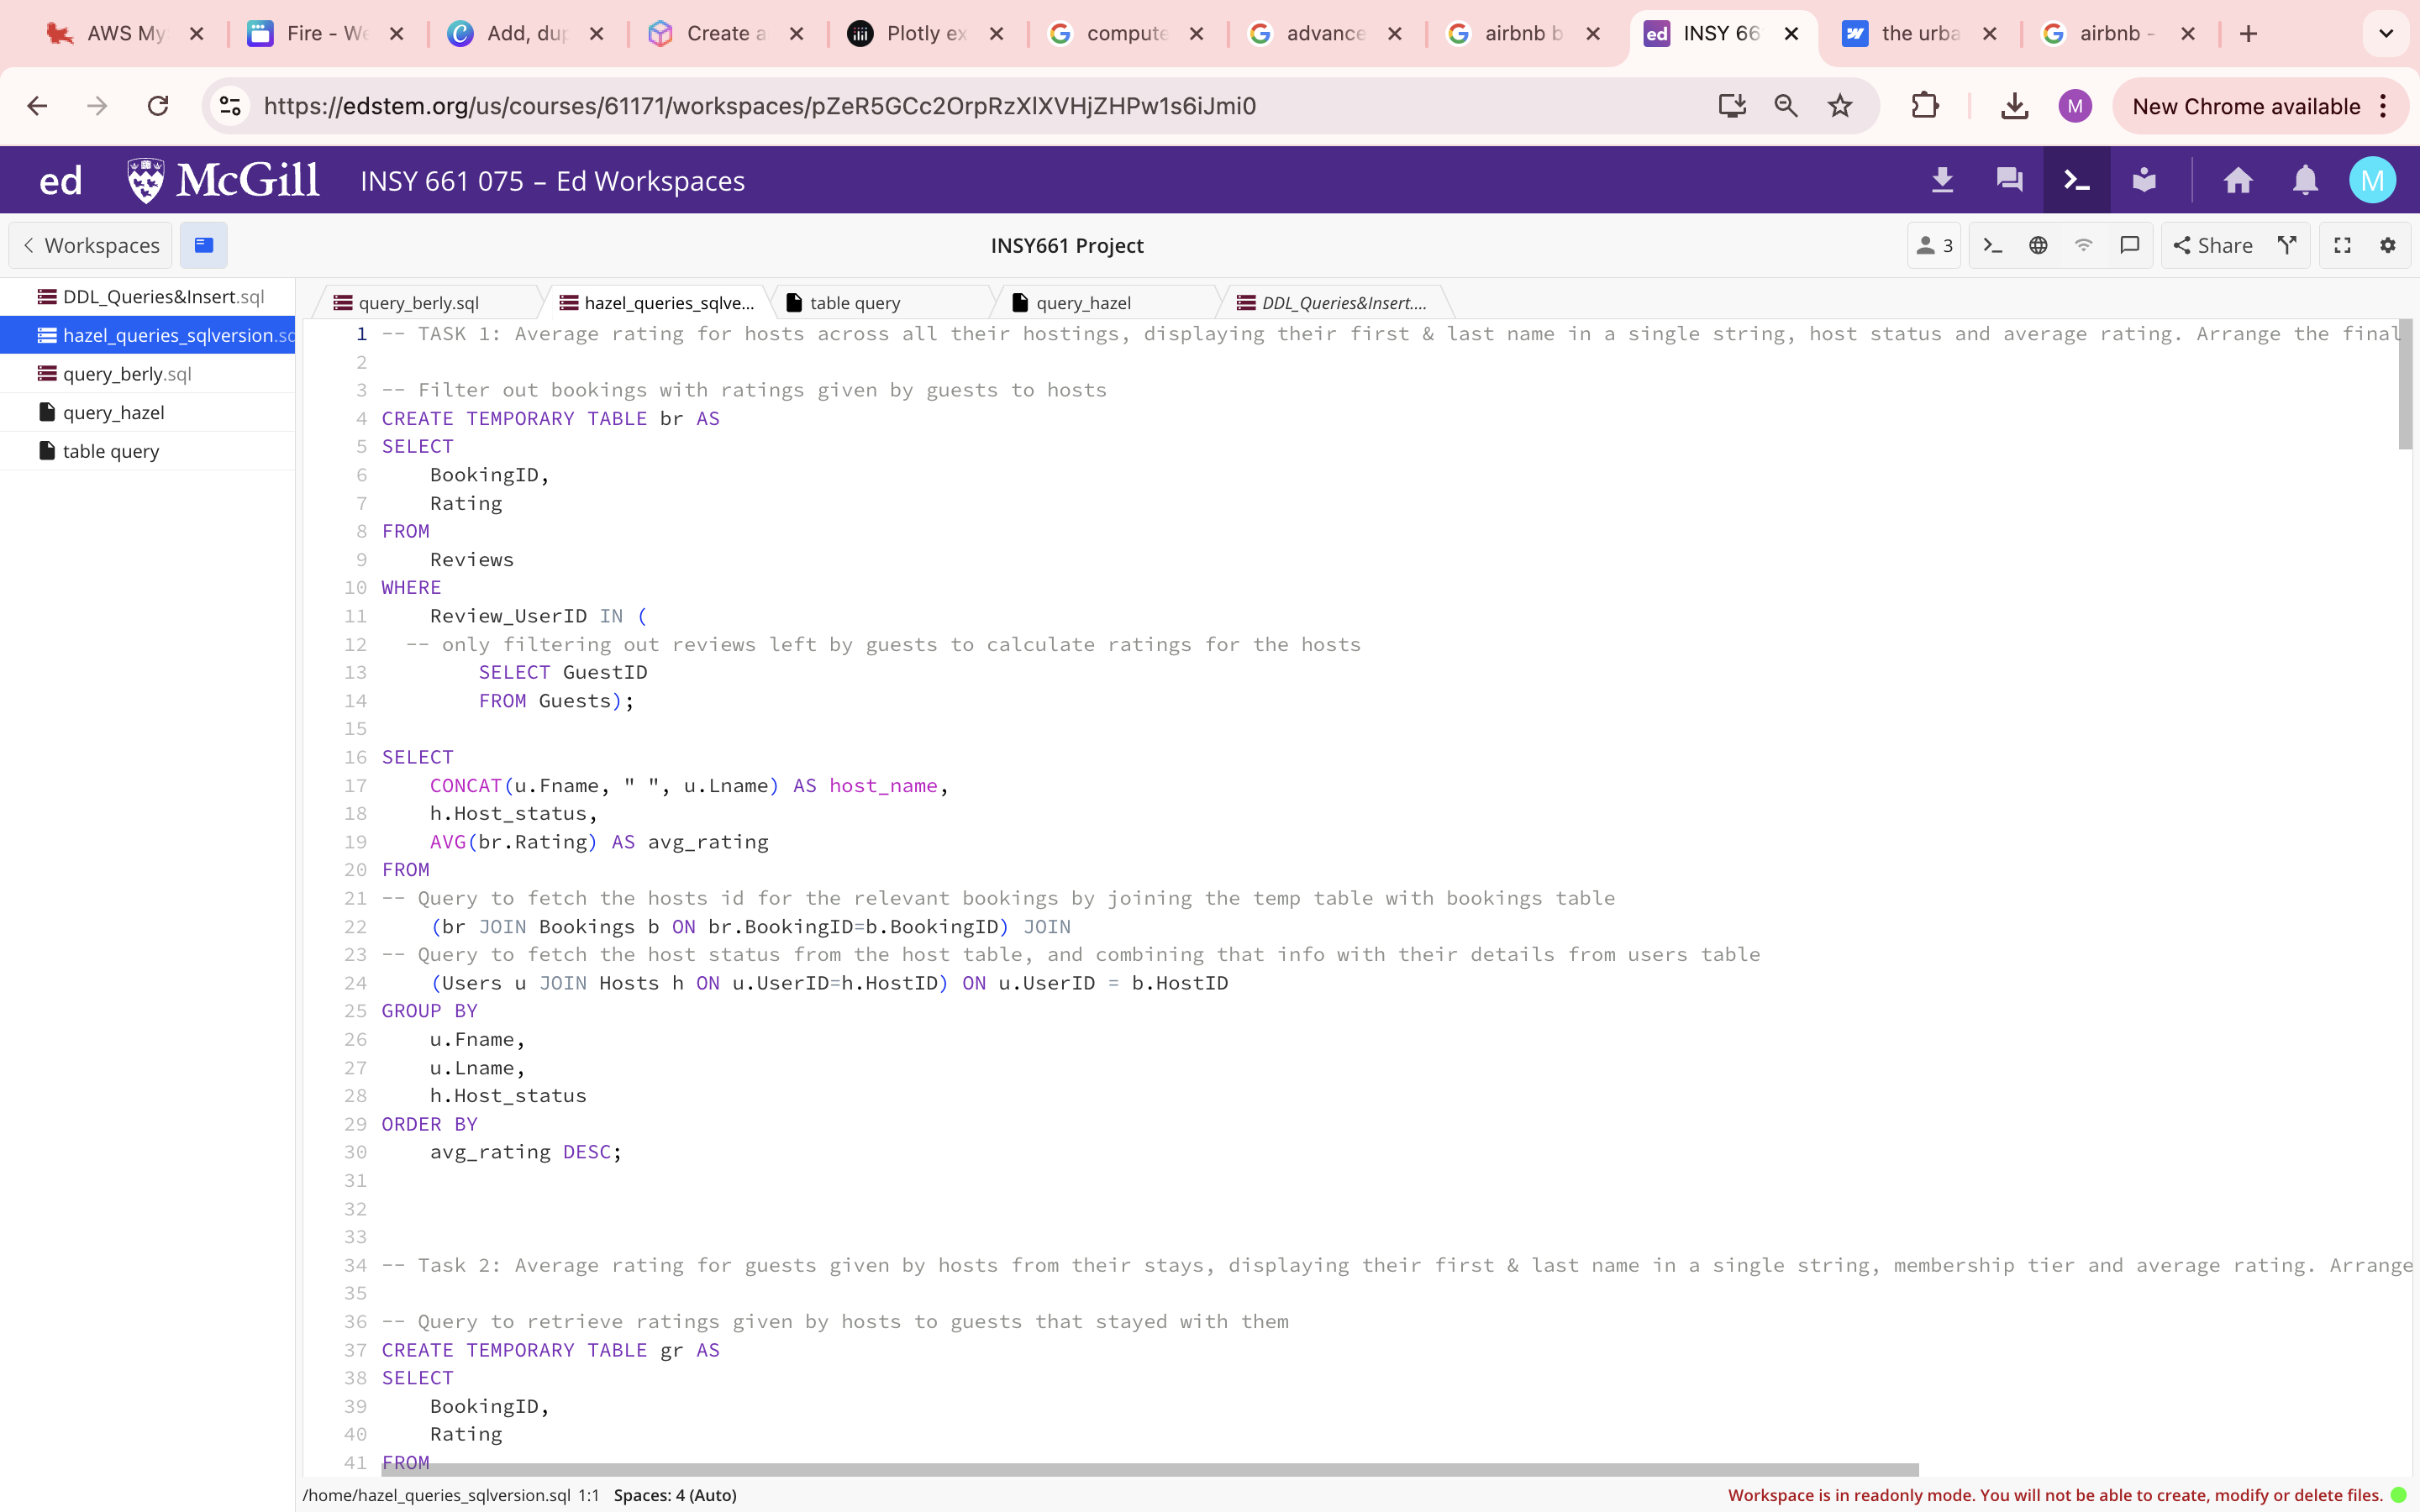 AWS My
Fire - We
Add, dup
Create a
Plotly ex
compute
advance
airbnb b
ed INSY 66
the urba
airbnb -
https://edstem.org/us/courses/61171/workspaces/pZeR5GCc2OrpRzXlXVHjZHPw1s6iJmi0
M
New Chrome available
ed McGill INSY 661 075 – Ed Workspaces
M
Workspaces
INSY661 Project
3
Share
DDL_Queries&Insert.sql
hazel_queries_sqlversion.sq
query_berly.sql
query_hazel
table query
query_berly.sql
hazel_queries_sqlve...
table query
query_hazel
DDL_Queries&Insert....
1 -- TASK 1: Average rating for hosts across all their hostings, displaying their first & last name in a single string, host status and average rating. Arrange the final
2
3 -- Filter out bookings with ratings given by guests to hosts
4 CREATE TEMPORARY TABLE br AS
5 SELECT
6     BookingID,
7     Rating
8 FROM
9     Reviews
10 WHERE
11     Review_UserID IN (
12   -- only filtering out reviews left by guests to calculate ratings for the hosts
13         SELECT GuestID
14         FROM Guests);
15
16 SELECT
17     CONCAT(u.Fname, " ", u.Lname) AS host_name,
18     h.Host_status,
19     AVG(br.Rating) AS avg_rating
20 FROM
21 -- Query to fetch the hosts id for the relevant bookings by joining the temp table with bookings table
22     (br JOIN Bookings b ON br.BookingID=b.BookingID) JOIN
23 -- Query to fetch the host status from the host table, and combining that info with their details from users table
24     (Users u JOIN Hosts h ON u.UserID=h.HostID) ON u.UserID = b.HostID
25 GROUP BY
26     u.Fname,
27     u.Lname,
28     h.Host_status
29 ORDER BY
30     avg_rating DESC;
31
32
33
34 -- Task 2: Average rating for guests given by hosts from their stays, displaying their first & last name in a single string, membership tier and average rating. Arrange
35
36 -- Query to retrieve ratings given by hosts to guests that stayed with them
37 CREATE TEMPORARY TABLE gr AS
38 SELECT
39     BookingID,
40     Rating
41 FROM
/home/hazel_queries_sqlversion.sql 1:1 Spaces: 4 (Auto)
Workspace is in readonly mode. You will not be able to create, modify or delete files.